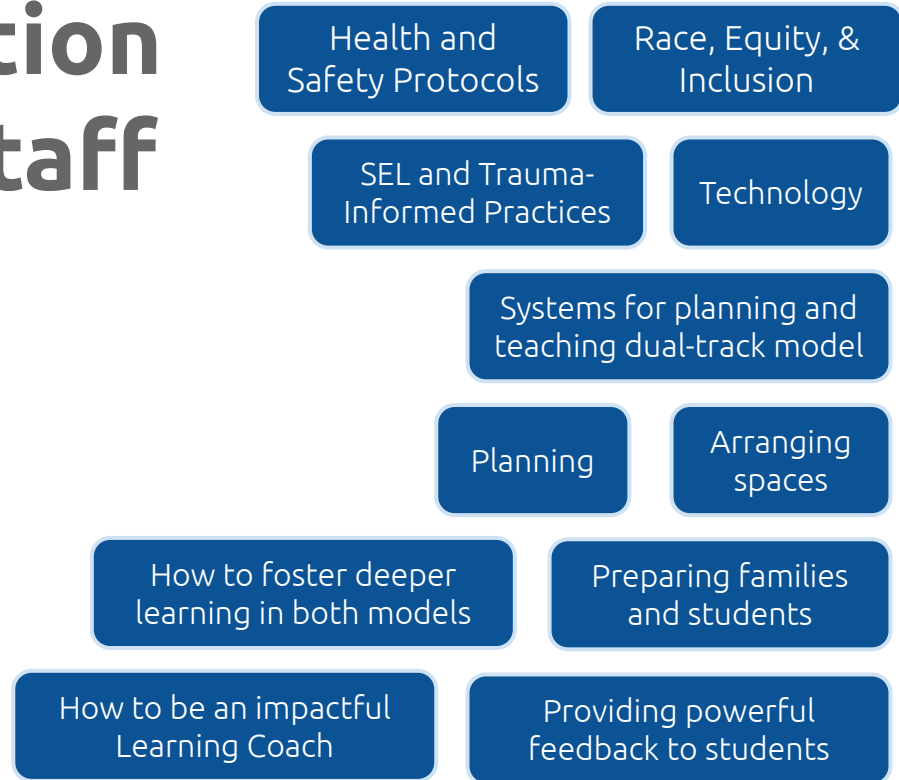 Health and
Safety Protocols
Race, Equity, &
Inclusion
SEL and Trauma-
Informed Practices
Technology
Systems for planning and
teaching dual-track model
Planning
Arranging
spaces
How to foster deeper
learning in both models
Preparing families
and students
How to be an impactful
Learning Coach
Providing powerful
feedback to students